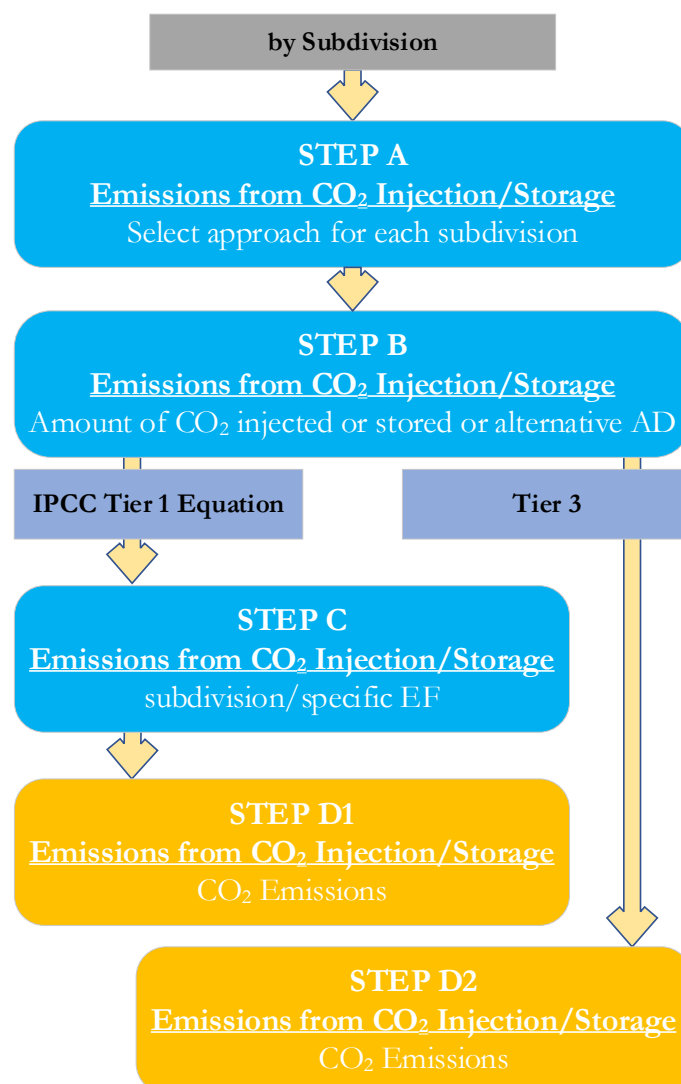 by Subdivision
STEP A
Emissions from CO₂ Injection/Storage
Select approach for each subdivision
STEP B
Emissions from CO₂ Injection/Storage
Amount of CO₂ injected or stored or alternative AD
IPCC Tier 1 Equation
Tier 3
STEP C
Emissions from CO₂ Injection/Storage
subdivision/specific EF
STEP D1
Emissions from CO₂ Injection/Storage
CO₂ Emissions
STEP D2
Emissions from CO₂ Injection/Storage
CO₂ Emissions